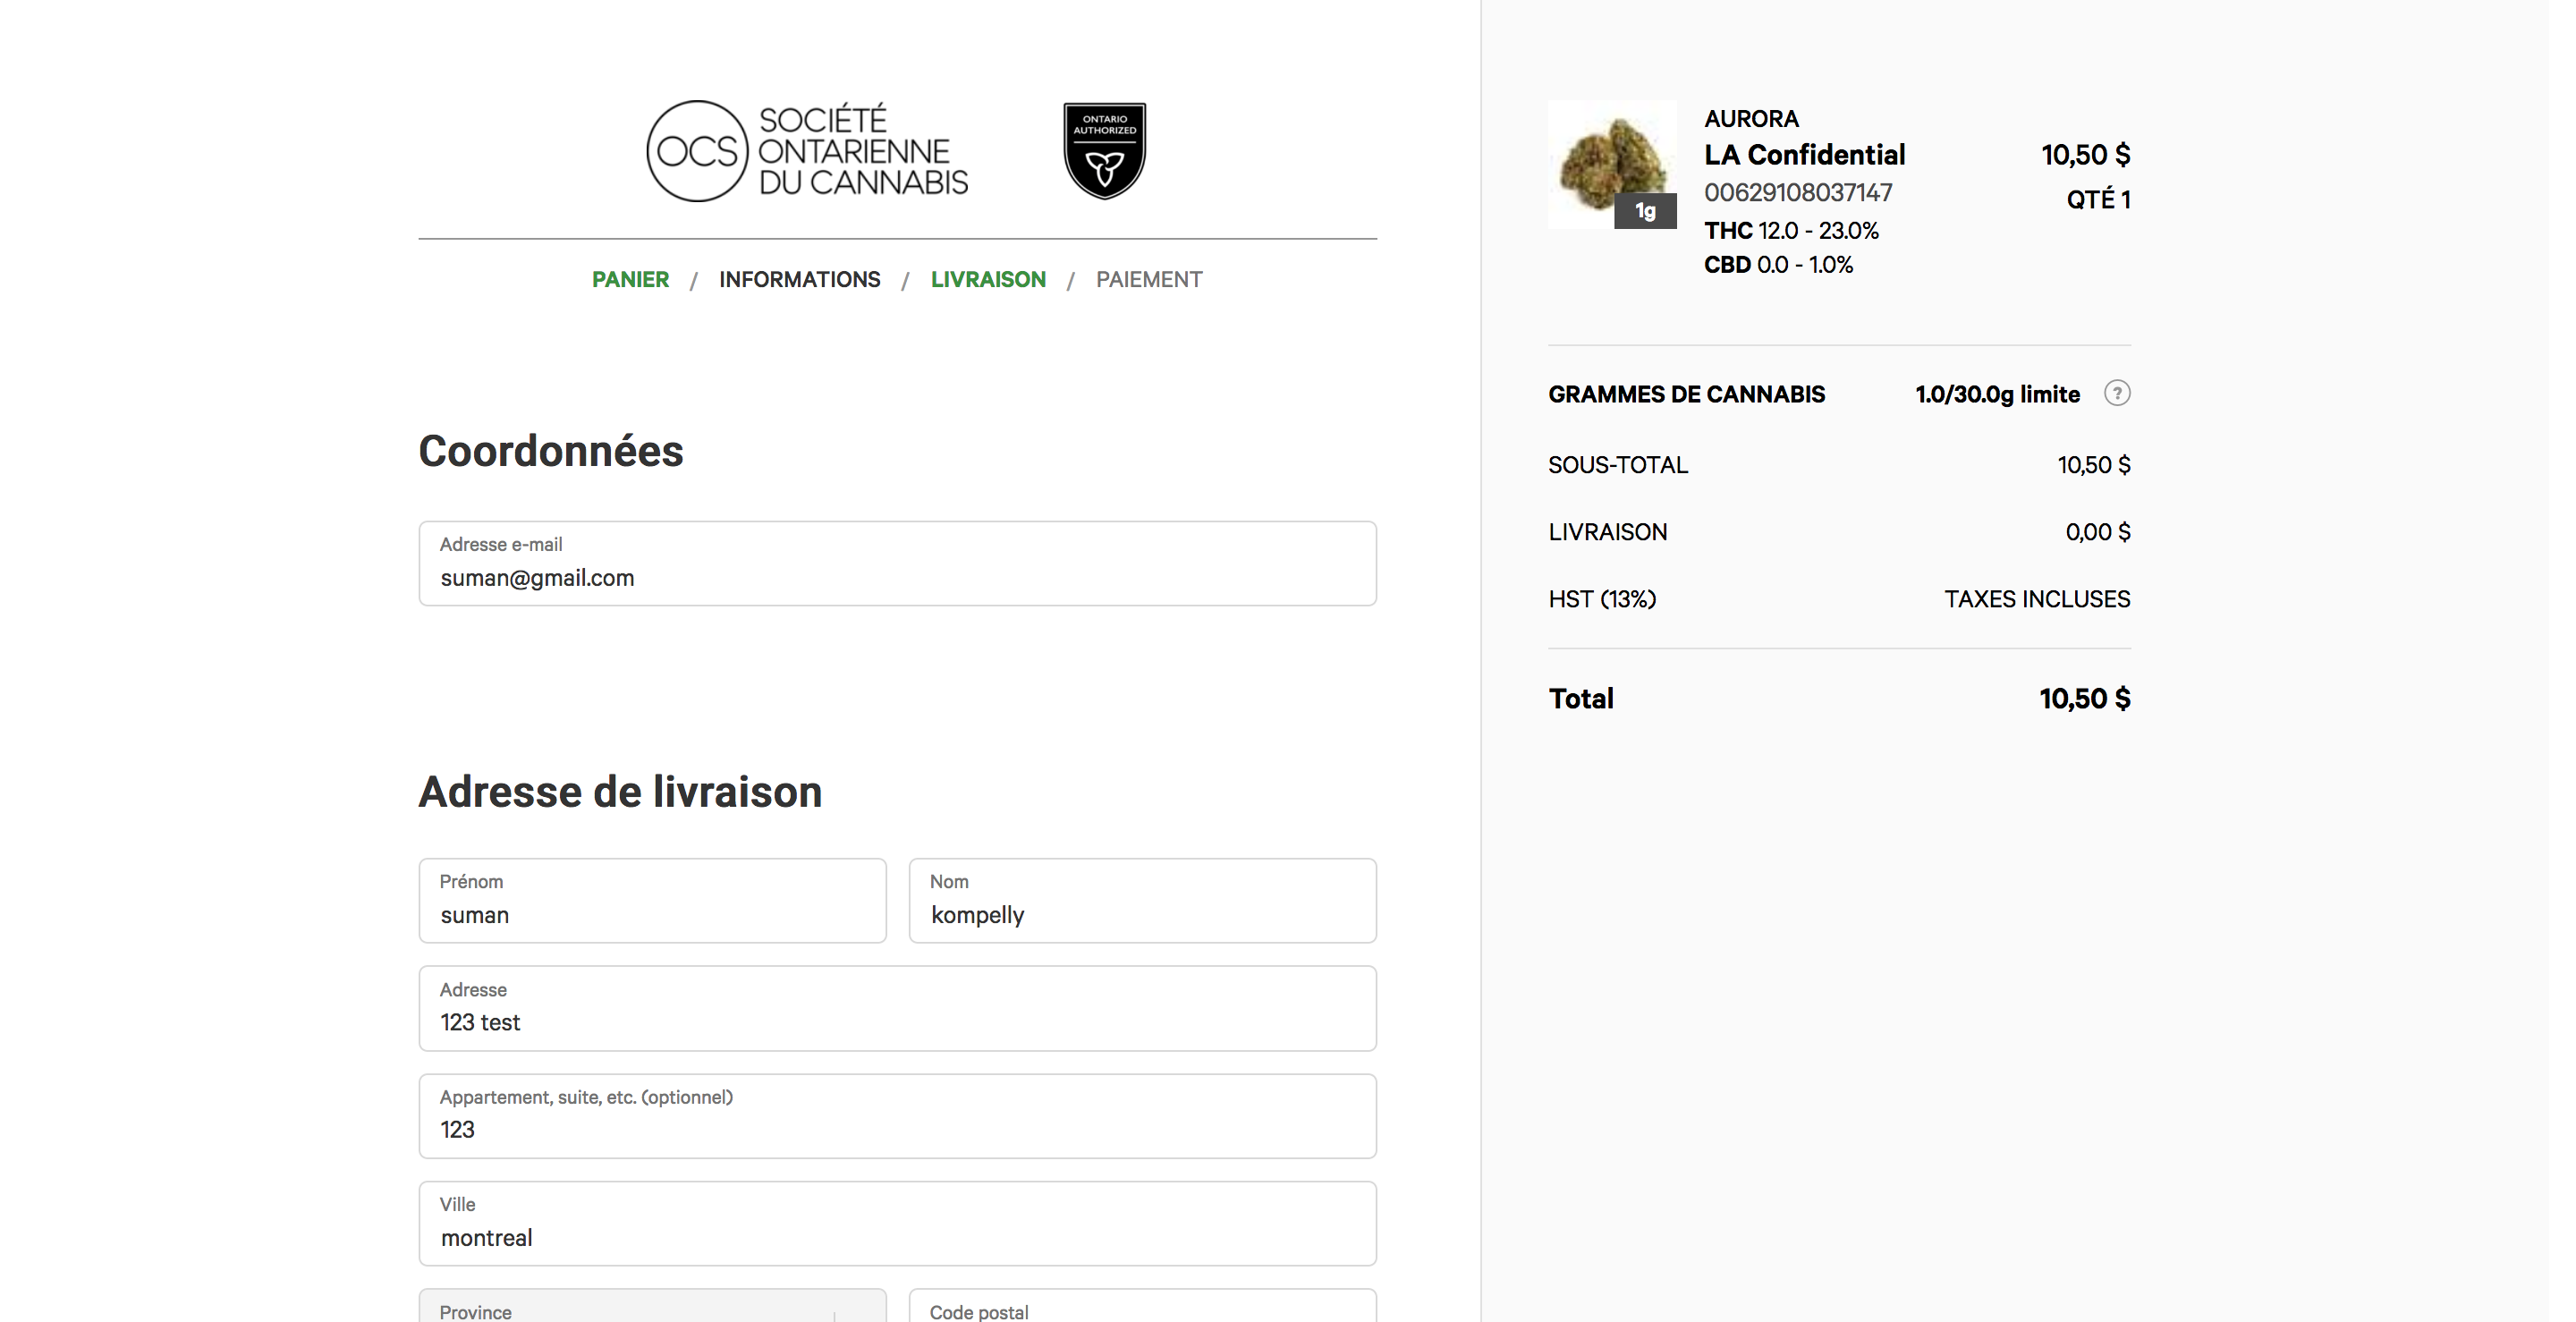 OCS
SOCIÉTÉ
ONTARIENNE
DU CANNABIS
ONTARIO
AUTHORIZED
PANIER / INFORMATIONS / LIVRAISON / PAIEMENT
Coordonnées
Adresse e-mail
suman@gmail.com
Adresse de livraison
Prénom
suman
Nom
kompelly
Adresse
123 test
Appartement, suite, etc. (optionnel)
123
Ville
montreal
Province
Code postal
1g
AURORA
LA Confidential
00629108037147
THC 12.0 - 23.0%
CBD 0.0 - 1.0%
10,50 $
QTÉ 1
GRAMMES DE CANNABIS 1.0/30.0g limite ?
SOUS-TOTAL 10,50 $
LIVRAISON 0,00 $
HST (13%) TAXES INCLUSES
Total 10,50 $